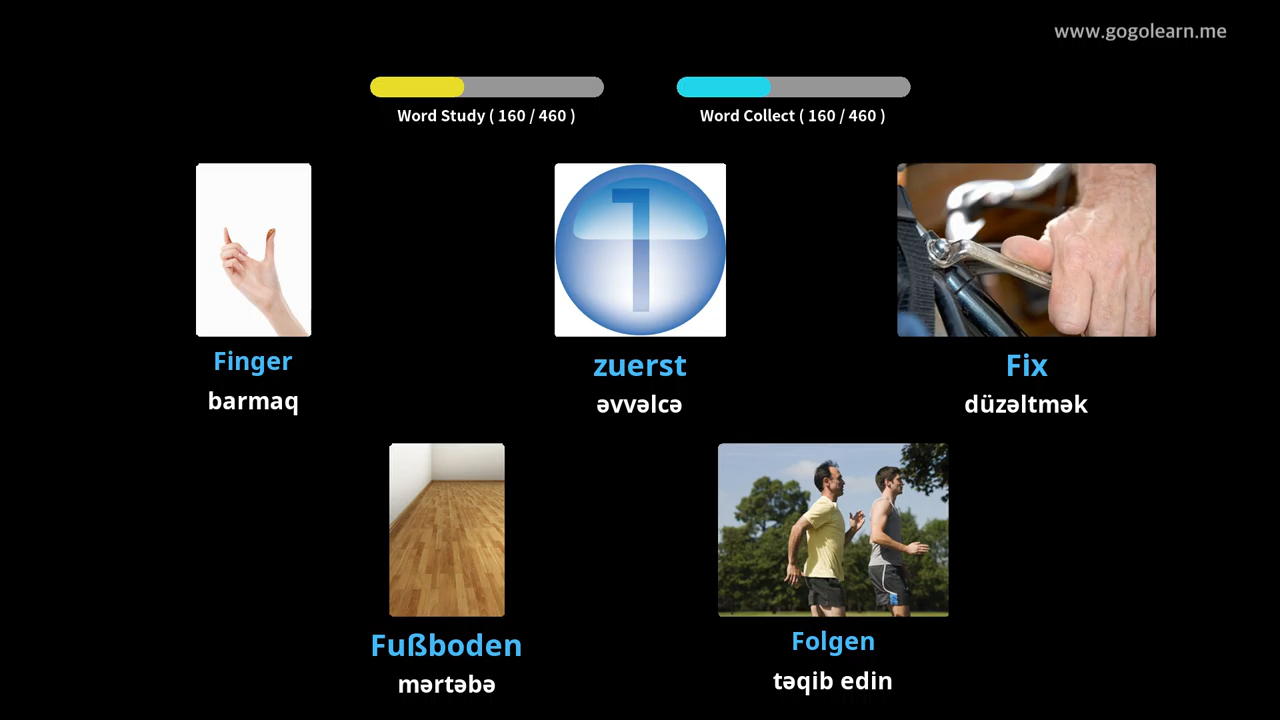 www.gogolearn.me
Word Study ( 160 / 460 )
Word Collect ( 160 / 460 )
1
Finger
barmaq
zuerst
əvvəlcə
Fix
düzəltmək
Fußboden
mərtəbə
Folgen
təqib edin